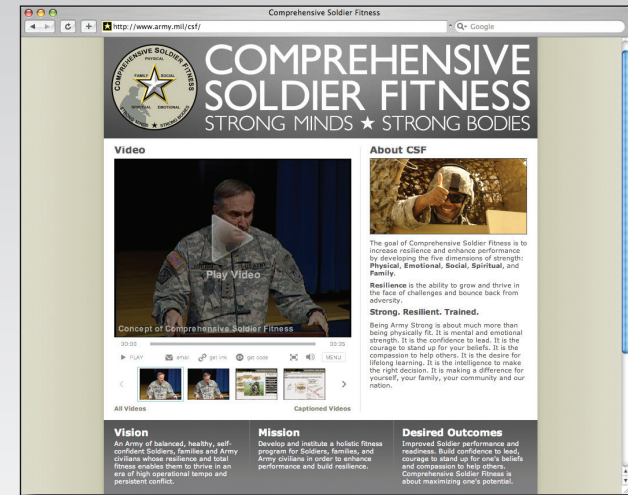 Comprehensive Soldier Fitness
http://www.army.mil/csf/
Google
COMPREHENSIVE SOLDIER FITNESS
PHYSICAL
FAMILY SOCIAL
SPIRITUAL EMOTIONAL
STRONG MINDS ★ STRONG BODIES
COMPREHENSIVE
SOLDIER FITNESS
STRONG MINDS ★ STRONG BODIES
Video
Play Video
Concept of Comprehensive Soldier Fitness
00:00
PLAY
email
get link
get code
MENU
All Videos
Captioned Videos
About CSF
The goal of Comprehensive Soldier Fitness is to
increase resilience and enhance performance
by developing the five dimensions of strength:
Physical, Emotional, Social, Spiritual, and
Family.
Resilience is the ability to grow and thrive in
the face of challenges and bounce back from
adversity.
Strong. Resilient. Trained.
Being Army Strong is about much more than
being physically fit. It is mental and emotional
strength. It is the confidence to lead. It is the
courage to stand up for your beliefs. It is the
compassion to help others. It is the desire for
lifelong learning. It is the intelligence to make
the right decision. It is making a difference for
yourself, your family, your community and our
nation.
Vision
An Army of balanced, healthy, self-
confident Soldiers, families and Army
civilians whose resilience and total
fitness enables them to thrive in an
era of high operational tempo and
persistent conflict.
Mission
Develop and institute a holistic fitness
program for Soldiers, families, and
Army civilians in order to enhance
performance and build resilience.
Desired Outcomes
Improved Soldier performance and
readiness. Build confidence to lead,
courage to stand up for one's beliefs
and compassion to help others.
Comprehensive Soldier Fitness is
about maximizing one's potential.